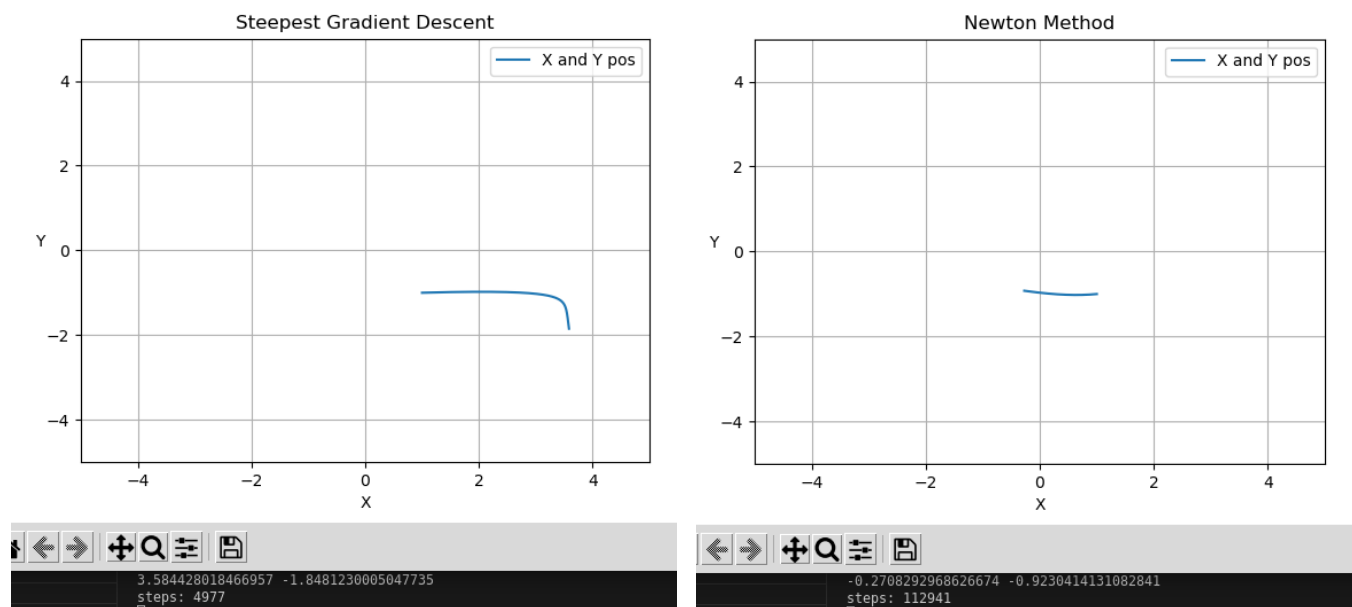 Steepest Gradient Descent
X and Y pos
4
2
Y
0
−2
−4
−4 −2 0 2 4
X
3.584428018466957 -1.8481230005047735
steps: 4977
Newton Method
X and Y pos
4
2
Y
0
−2
−4
−4 −2 0 2 4
X
-0.2708292968626674 -0.9230414131082841
steps: 112941